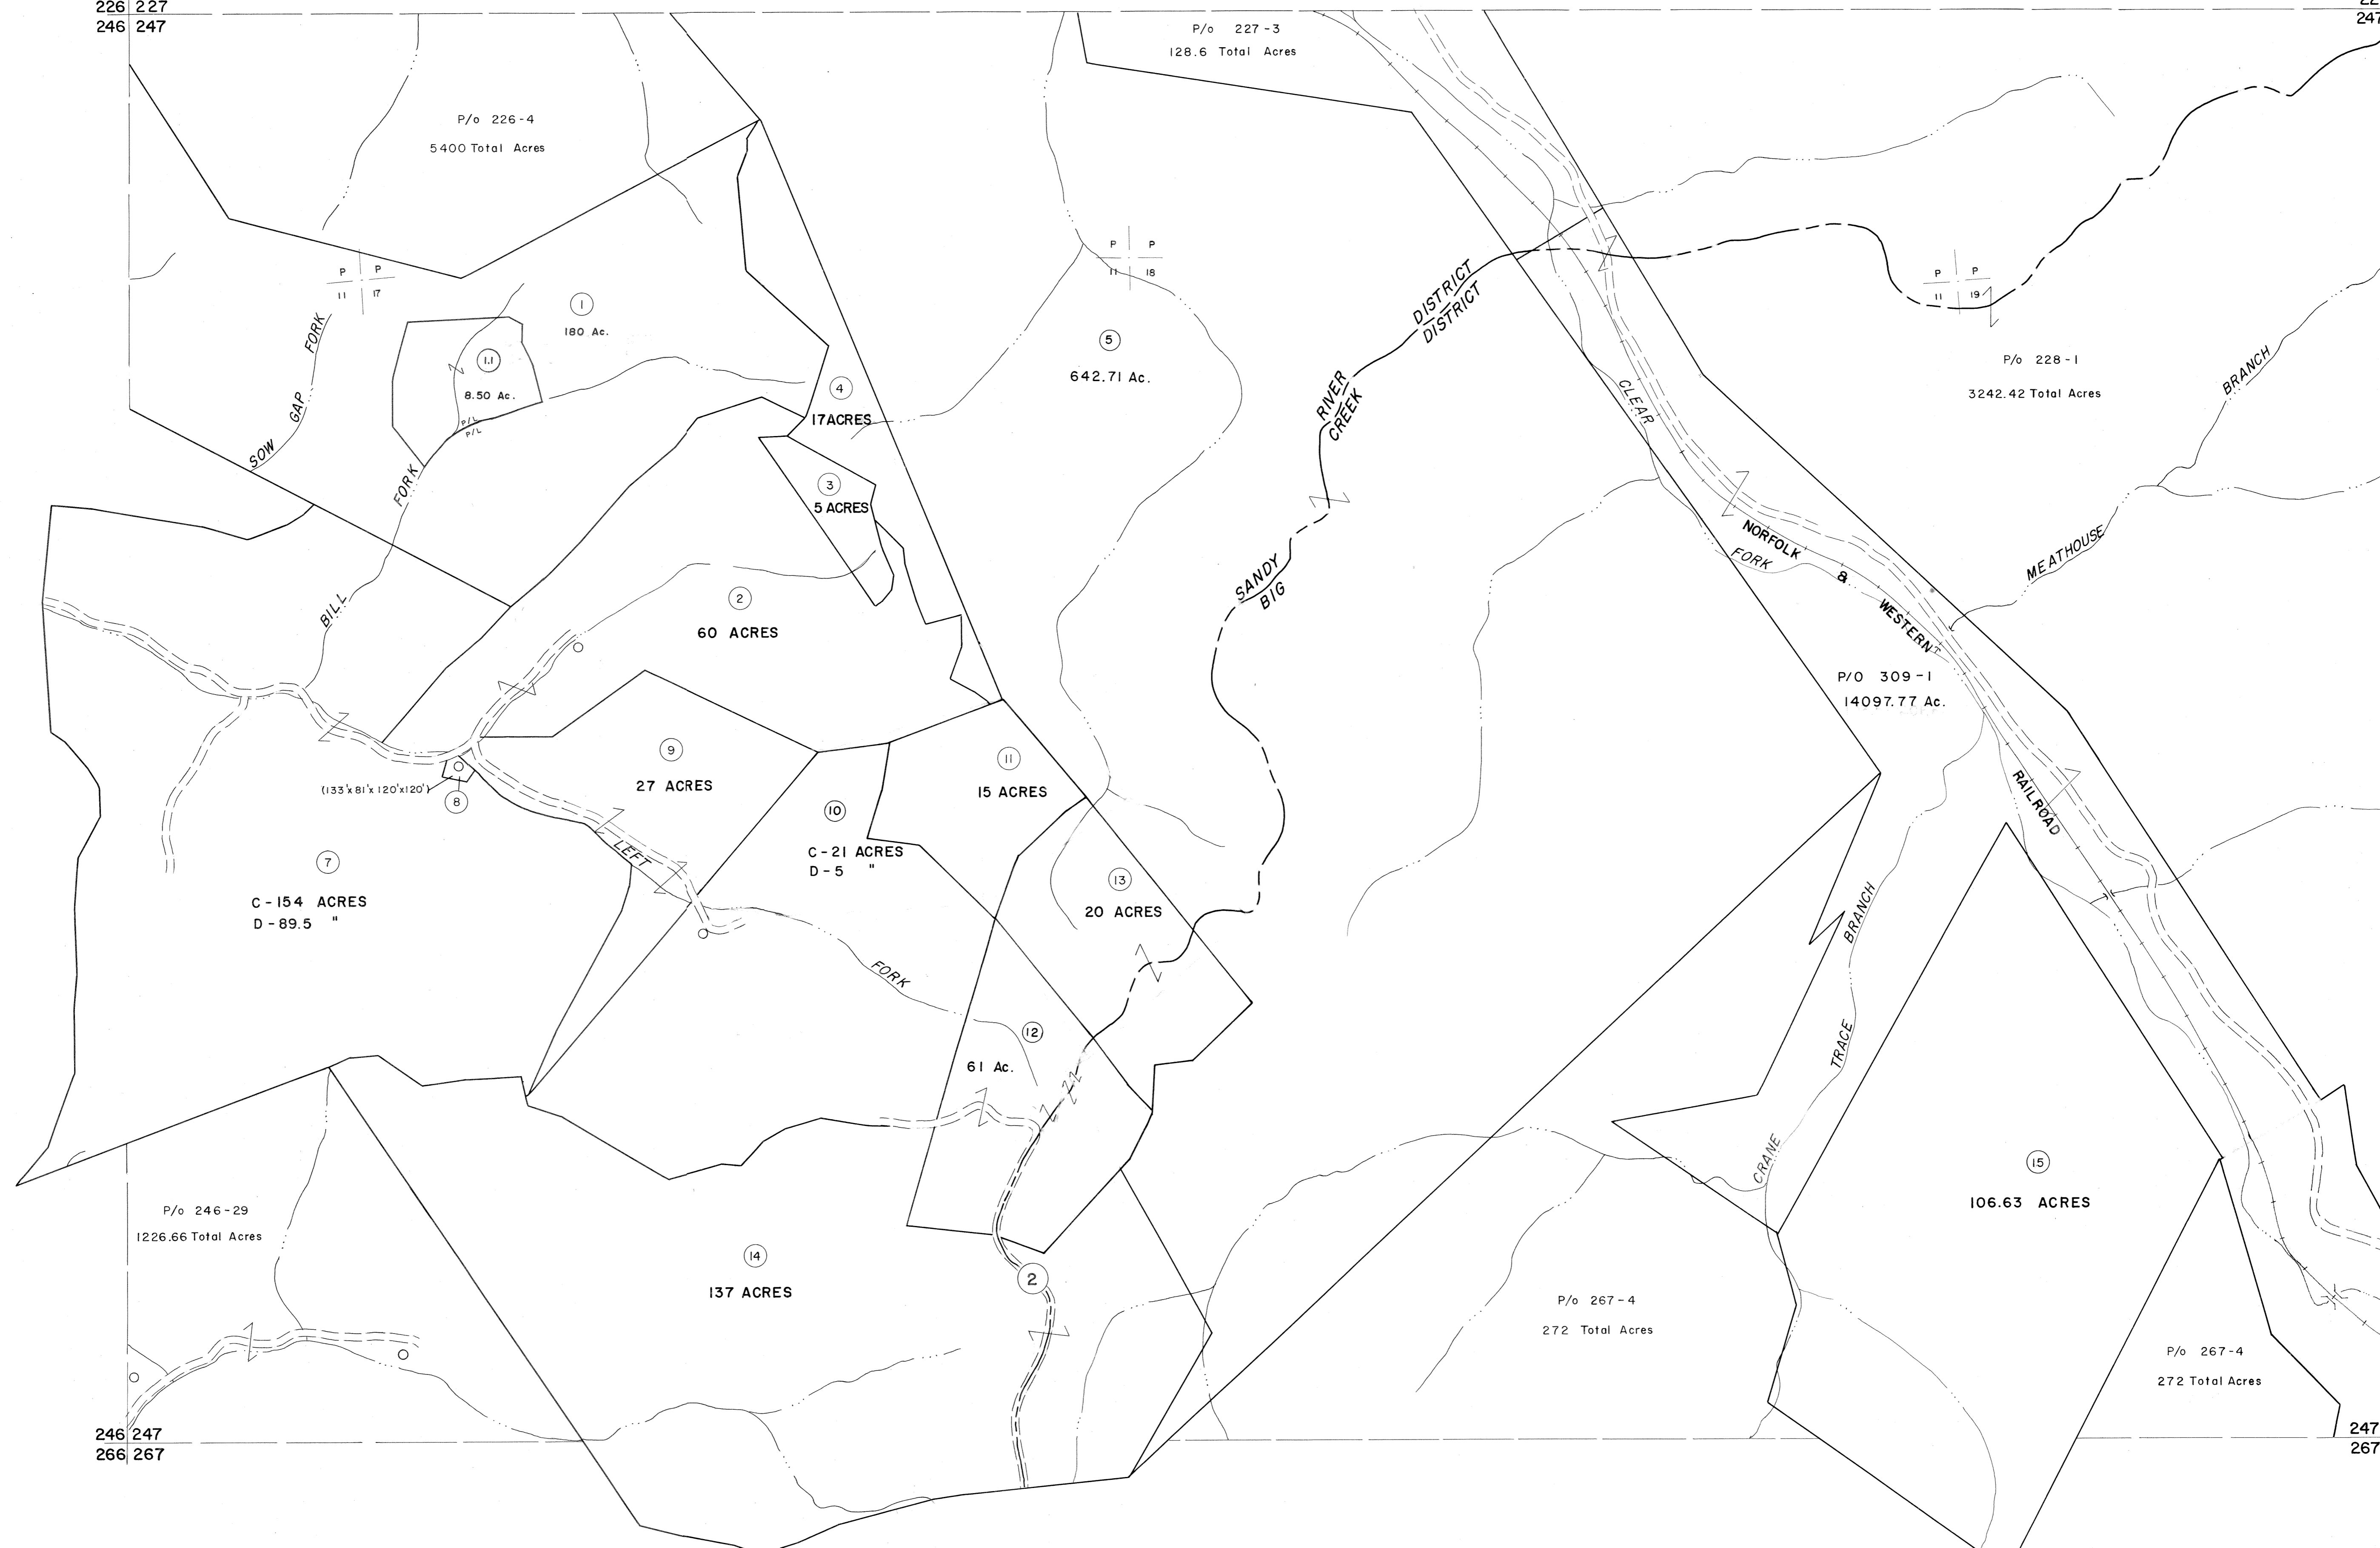 226 227
246 247
22
247
P/o 227-3
128.6 Total Acres
P/o 226-4
5400 Total Acres
P P
11 17
P P
11 18
P P
11 19
1
180 Ac.
1.1
8.50 Ac.
P/L
P/L
SOW GAP FORK
BILL FORK
4
17 ACRES
3
5 ACRES
5
642.71 Ac.
SANDY RIVER DISTRICT
BIG CREEK DISTRICT
CLEAR FORK
NORFOLK & WESTERN RAILROAD
P/o 228-1
3242.42 Total Acres
MEATHOUSE BRANCH
2
60 ACRES
P/O 309-1
14097.77 Ac.
9
27 ACRES
(133'x81'x120'x120')
8
10
C-21 ACRES
D-5 "
11
15 ACRES
7
C-154 ACRES
D-89.5 "
LEFT FORK
13
20 ACRES
12
61 Ac.
CRANE TRACE BRANCH
15
106.63 ACRES
P/o 246-29
1226.66 Total Acres
14
137 ACRES
2
P/o 267-4
272 Total Acres
P/o 267-4
272 Total Acres
246 247
266 267
247
267